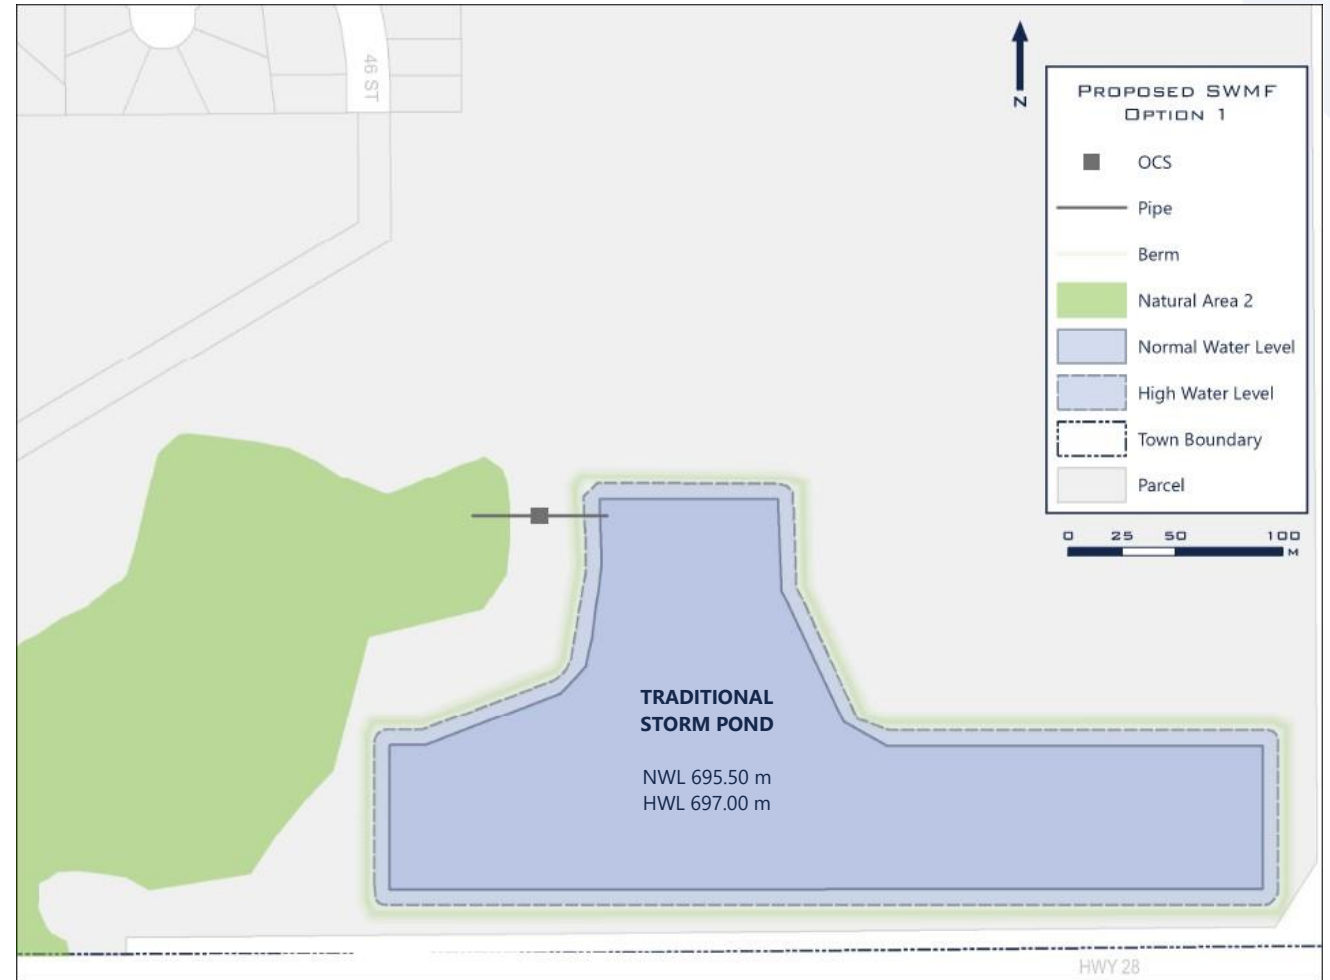 46 ST
N
PROPOSED SWMF
OPTION 1
OCS
Pipe
Berm
Natural Area 2
Normal Water Level
High Water Level
Town Boundary
Parcel
0 25 50 100
M
TRADITIONAL
STORM POND
NWL 695.50 m
HWL 697.00 m
HWY 28